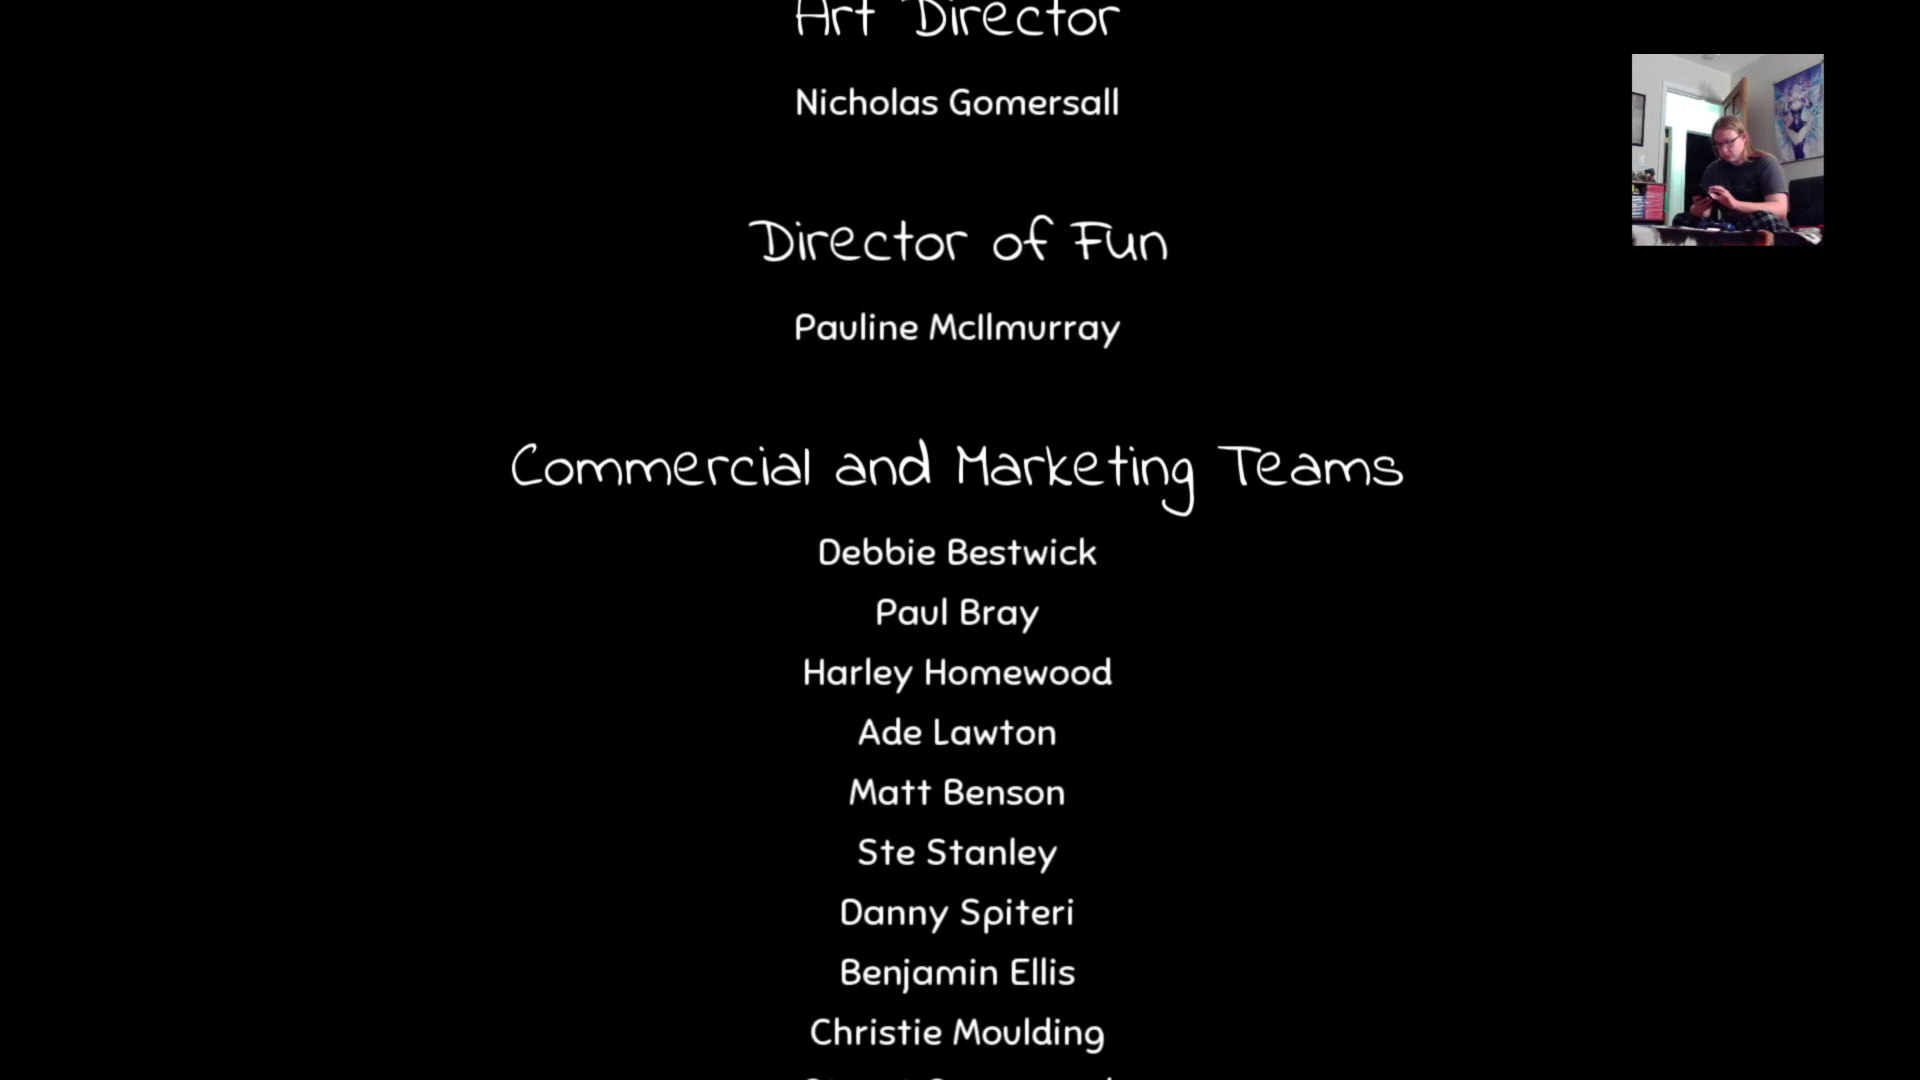 Art Director
Nicholas Gomersall
Director of Fun
Pauline McIlmurray
Commercial and Marketing Teams
Debbie Bestwick
Paul Bray
Harley Homewood
Ade Lawton
Matt Benson
Ste Stanley
Danny Spiteri
Benjamin Ellis
Christie Moulding